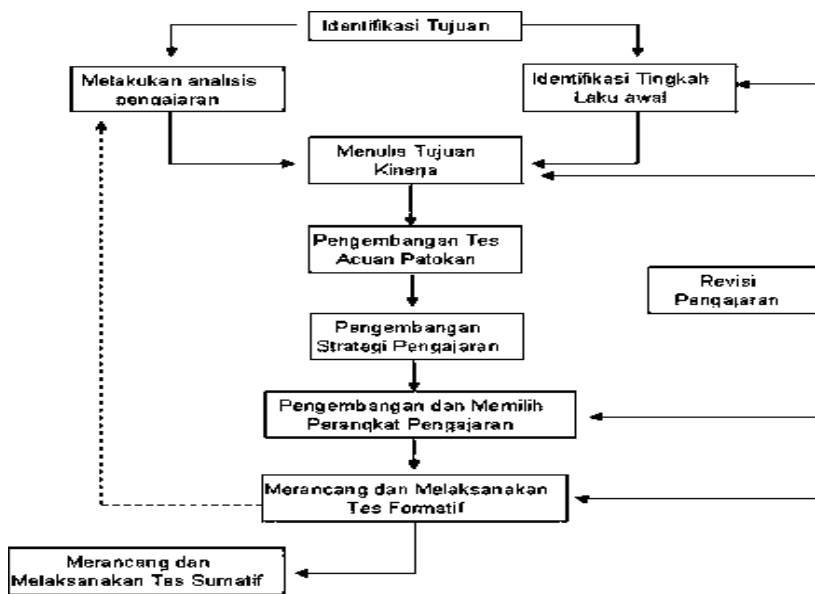 Identifikasi Tujuan
Melakukan analisis
pengajaran
Identifikasi Tingkah
Laku awal
Menulis Tujuan
Kinerja
Pengembangan Tes
Acuan Patokan
Revisi
Pengajaran
Pengembangan
Strategi Pengajaran
Pengembangan dan Memilih
Perangkat Pengajaran
Merancang dan Melaksanakan
Tes Formatif
Merancang dan
Melaksanakan Tes Sumatif